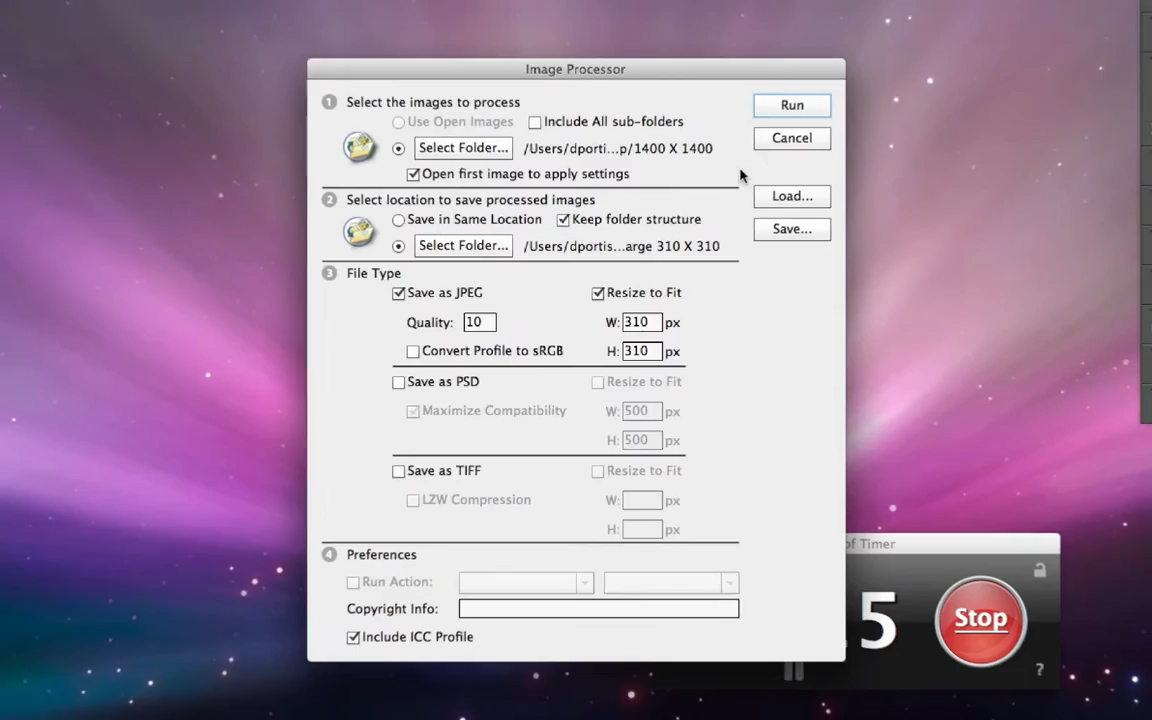 Image Processor
1 Select the images to process
Run
Use Open Images Include All sub-folders
Cancel
Select Folder... /Users/dporti...p/1400 X 1400
Open first image to apply settings
Load...
2 Select location to save processed images
Save in Same Location Keep folder structure
Save...
Select Folder... /Users/dportis...arge 310 X 310
3 File Type
Save as JPEG Resize to Fit
Quality: 10 W: 310 px
Convert Profile to sRGB H: 310 px
Save as PSD Resize to Fit
Maximize Compatibility W: 500 px
H: 500 px
Save as TIFF Resize to Fit
LZW Compression W: px
H: px
4 Preferences
Run Action:
Copyright Info:
Include ICC Profile
of Timer
5 Stop
?